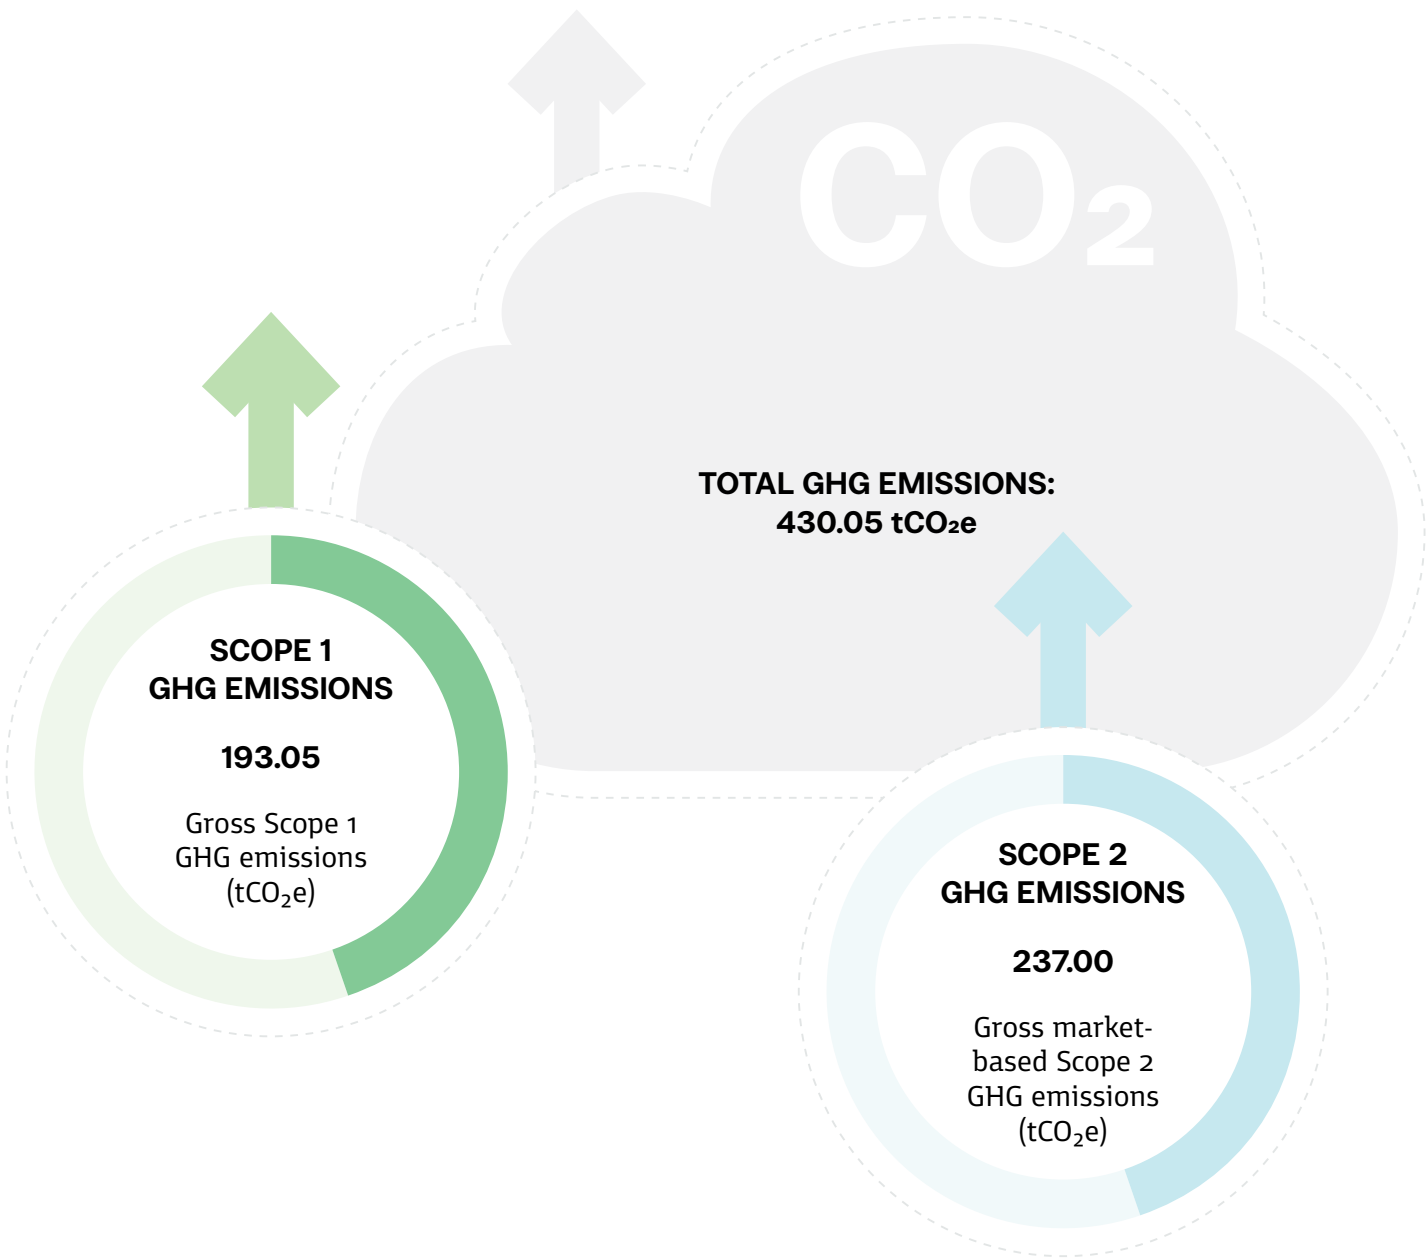 CO₂
TOTAL GHG EMISSIONS:
430.05 tCO₂e
SCOPE 1
GHG EMISSIONS
193.05
Gross Scope 1
GHG emissions
(tCO₂e)
SCOPE 2
GHG EMISSIONS
237.00
Gross market-
based Scope 2
GHG emissions
(tCO₂e)